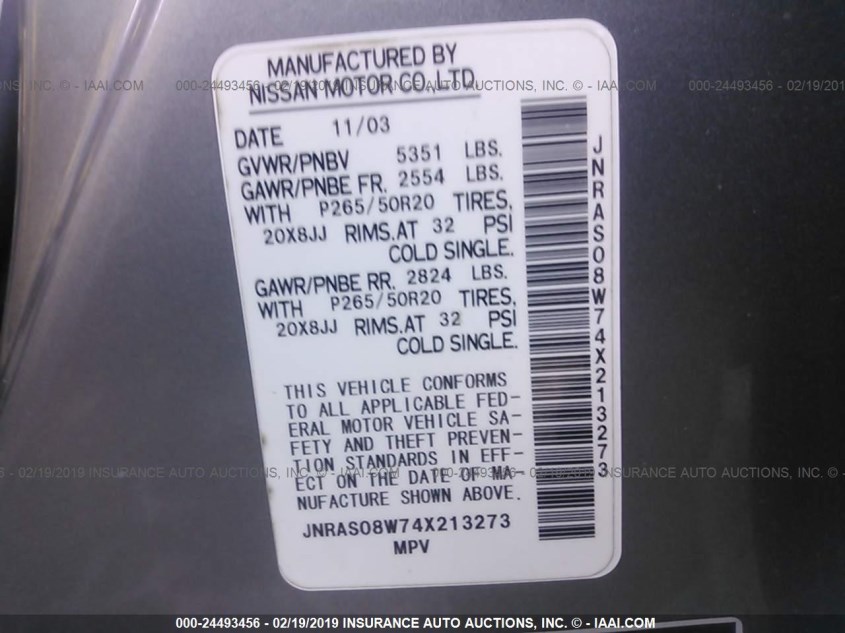 MANUFACTURED BY
NISSAN MOTOR CO., LTD.
DATE 11/03
GVWR/PNBV 5351 LBS.
GAWR/PNBE FR. 2554 LBS.
WITH P265/50R20 TIRES,
20X8JJ RIMS.AT 32 PSI
COLD SINGLE.
GAWR/PNBE RR. 2824 LBS.
WITH P265/50R20 TIRES,
20X8JJ RIMS.AT 32 PSI
COLD SINGLE.
THIS VEHICLE CONFORMS
TO ALL APPLICABLE FED-
ERAL MOTOR VEHICLE SA-
FETY AND THEFT PREVEN-
TION STANDARDS IN EFF-
ECT ON THE DATE OF MA-
NUFACTURE SHOWN ABOVE.
JNRAS08W74X213273
MPV
JNRAS08W74X213273
000-24493456 - 02/19/2019 INSURANCE AUTO AUCTIONS, INC. - IAAI.COM